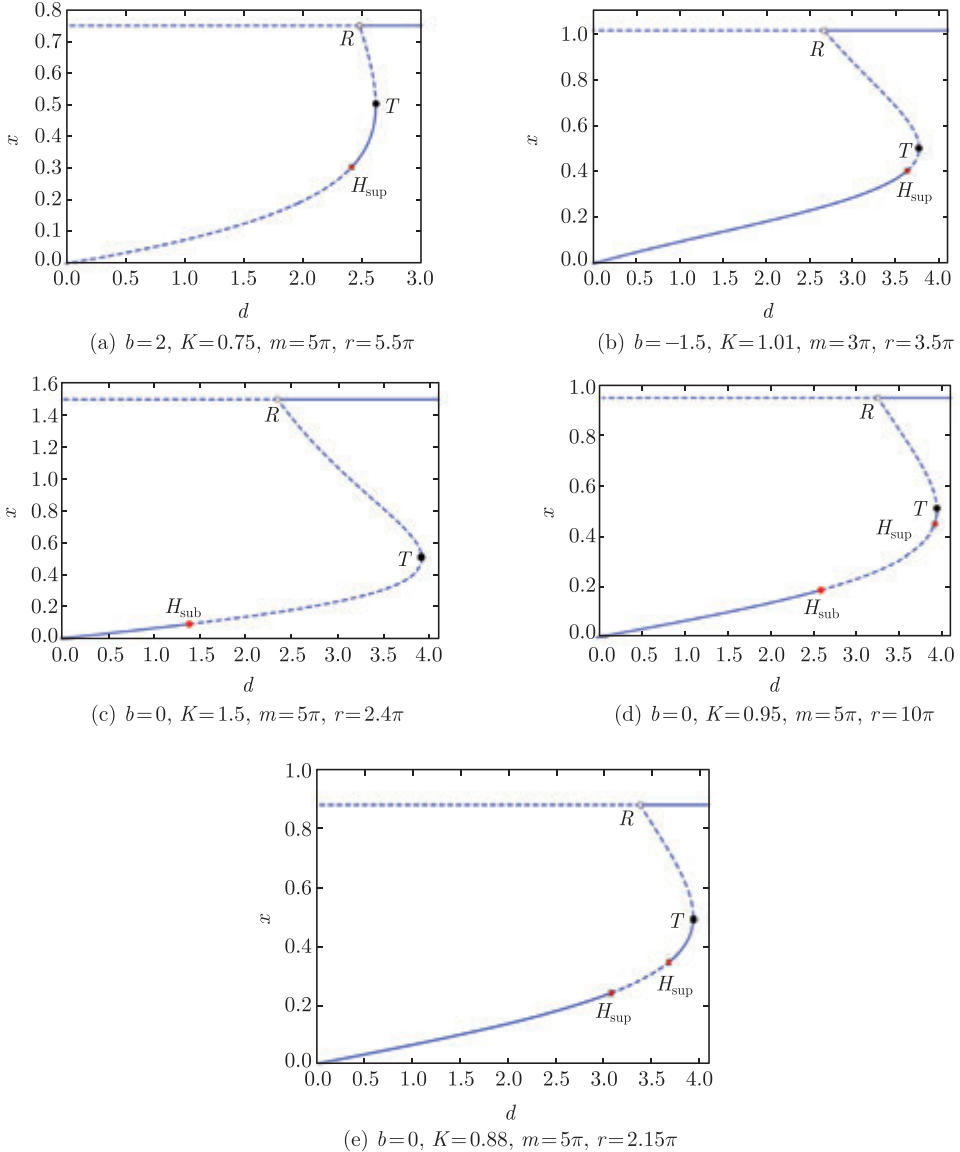 0.8
0.7
0.6
0.5
0.4
0.3
0.2
0.1
0.0
x
R
T
H_sup
0.0 0.5 1.0 1.5 2.0 2.5 3.0
d
(a) b=2, K=0.75, m=5π, r=5.5π
1.0
0.8
0.6
0.4
0.2
0.0
x
R
T
H_sup
0.0 0.5 1.0 1.5 2.0 2.5 3.0 3.5 4.0
d
(b) b=−1.5, K=1.01, m=3π, r=3.5π
1.6
1.4
1.2
1.0
0.8
0.6
0.4
0.2
0.0
x
R
T
H_sub
0.0 0.5 1.0 1.5 2.0 2.5 3.0 3.5 4.0
d
(c) b=0, K=1.5, m=5π, r=2.4π
1.0
0.8
0.6
0.4
0.2
0.0
x
R
T
H_sup
H_sub
0.0 0.5 1.0 1.5 2.0 2.5 3.0 3.5 4.0
d
(d) b=0, K=0.95, m=5π, r=10π
1.0
0.8
0.6
0.4
0.2
0.0
x
R
T
H_sup
H_sup
0.0 0.5 1.0 1.5 2.0 2.5 3.0 3.5 4.0
d
(e) b=0, K=0.88, m=5π, r=2.15π